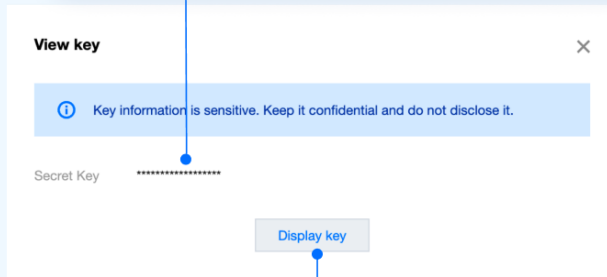 View key
Key information is sensitive. Keep it confidential and do not disclose it.
Secret Key ******************
Display key